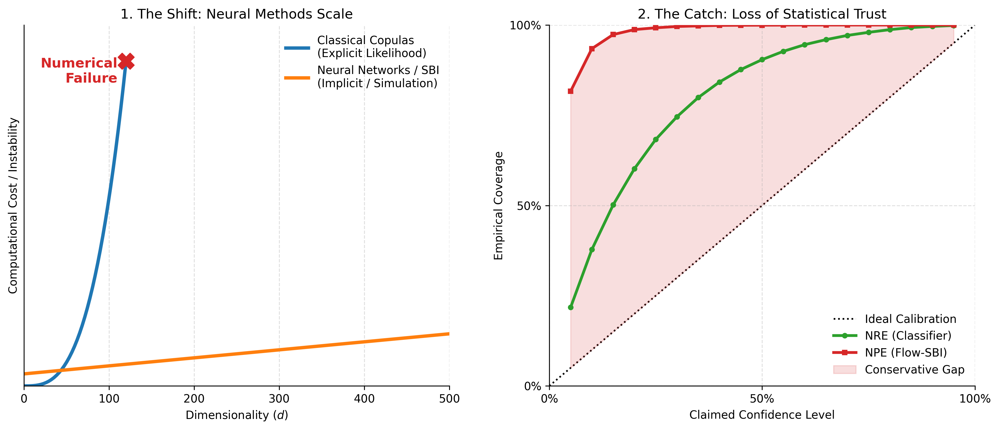 1. The Shift: Neural Methods Scale
Computational Cost / Instability
Numerical
Failure
Classical Copulas
(Explicit Likelihood)
Neural Networks / SBI
(Implicit / Simulation)
0
100
200
300
400
500
Dimensionality (d)
2. The Catch: Loss of Statistical Trust
Empirical Coverage
100%
50%
0%
Ideal Calibration
NRE (Classifier)
NPE (Flow-SBI)
Conservative Gap
0%
50%
100%
Claimed Confidence Level